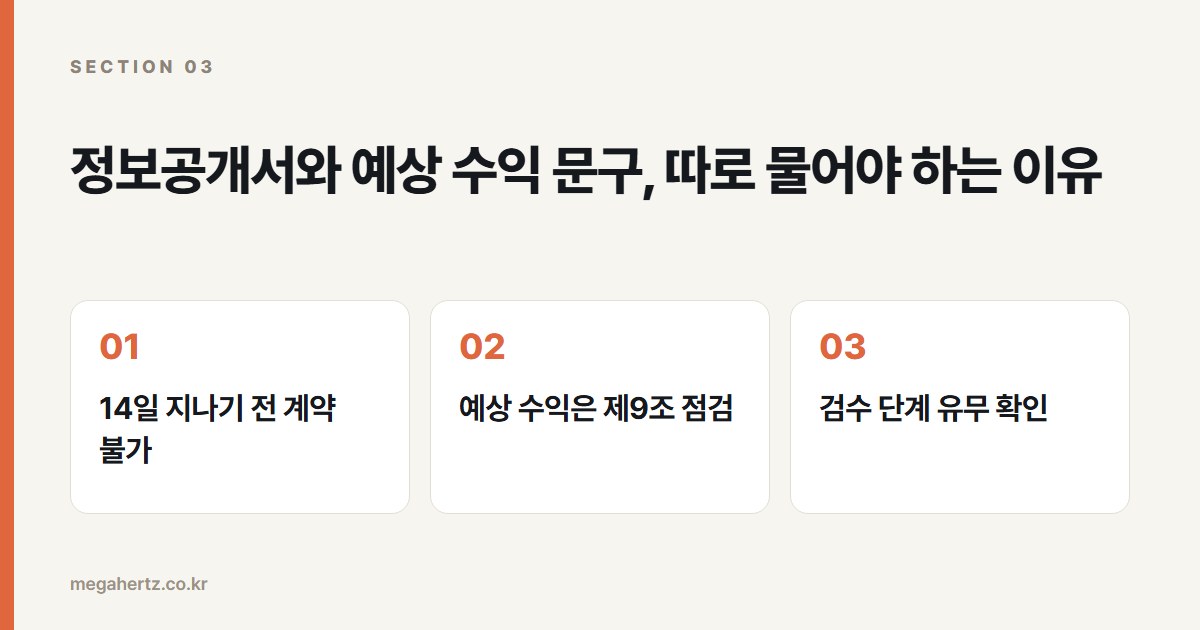 SECTION 03
정보공개서와 예상 수익 문구, 따로 물어야 하는 이유
01
14일 지나기 전 계약
불가
02
예상 수익은 제9조 점검
03
검수 단계 유무 확인
megahertz.co.kr